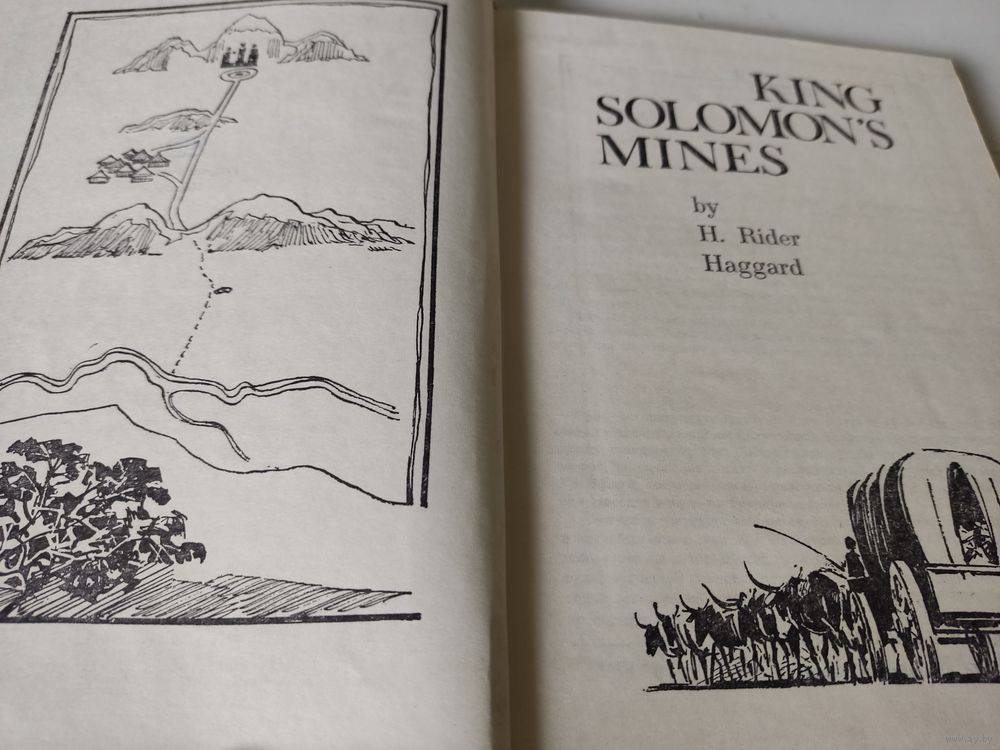 KING
SOLOMON'S
MINES
by
H. Rider
Haggard